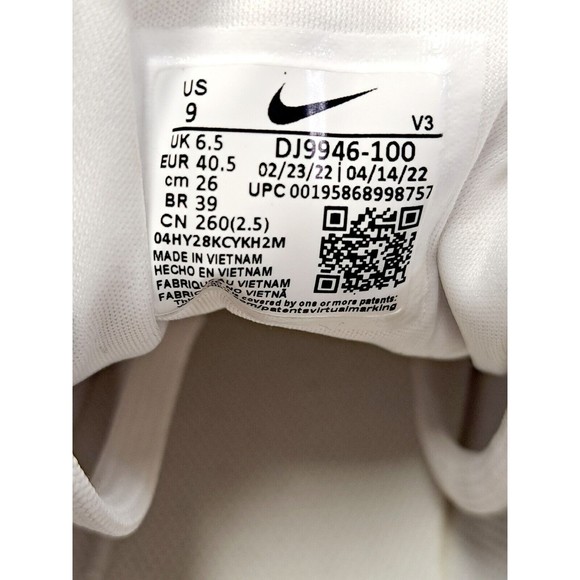 US
9
V3
UK 6.5
EUR 40.5
cm 26
BR 39
CN 260(2.5)
DJ9946-100
02/23/22 | 04/14/22
UPC 00195868998757
04HY28KCYKH2M
MADE IN VIETNAM
HECHO EN VIETNAM
VIETNAM
VIETNÃ
covered by one or more patents: